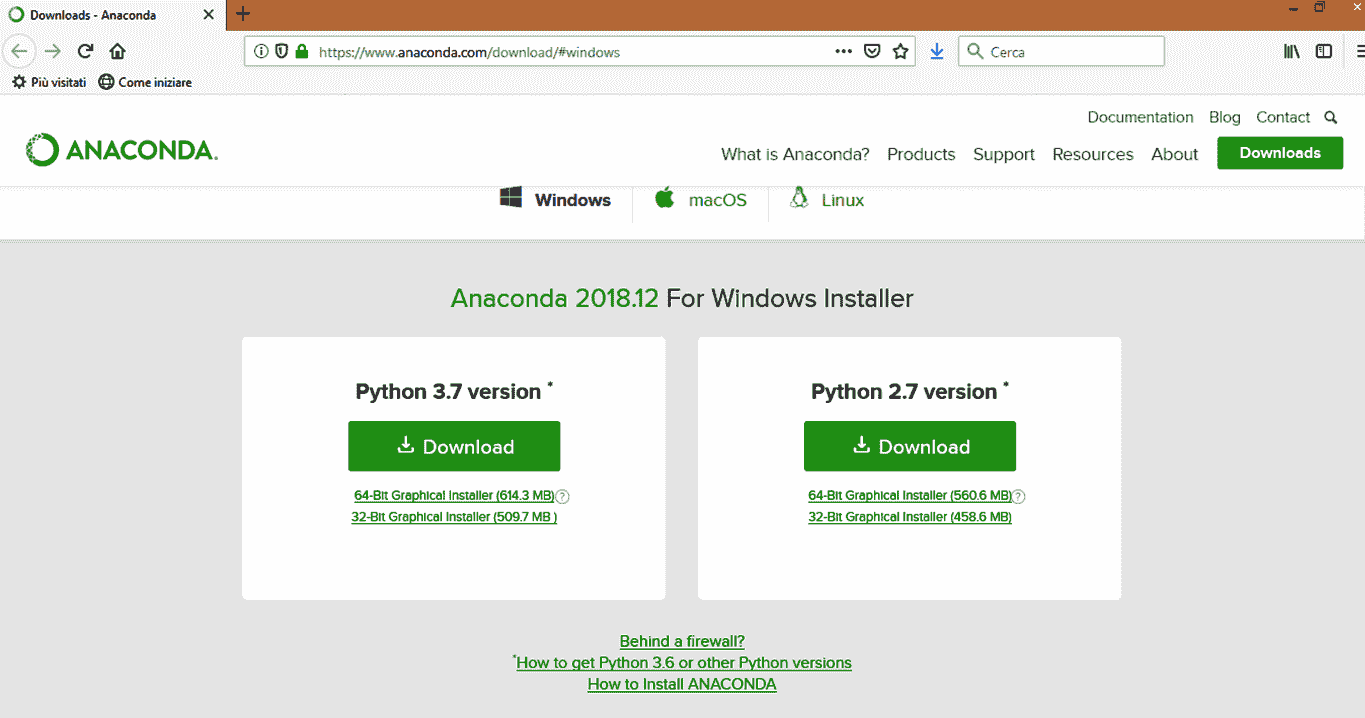 Downloads - Anaconda
https://www.anaconda.com/download/#windows
Cerca
Più visitati Come iniziare
Documentation Blog Contact
ANACONDA.
What is Anaconda? Products Support Resources About Downloads
Windows macOS Linux
Anaconda 2018.12 For Windows Installer
Python 3.7 version *
Download
64-Bit Graphical Installer (614.3 MB) ?
32-Bit Graphical Installer (509.7 MB )
Python 2.7 version *
Download
64-Bit Graphical Installer (560.6 MB) ?
32-Bit Graphical Installer (458.6 MB)
Behind a firewall?
*How to get Python 3.6 or other Python versions
How to Install ANACONDA